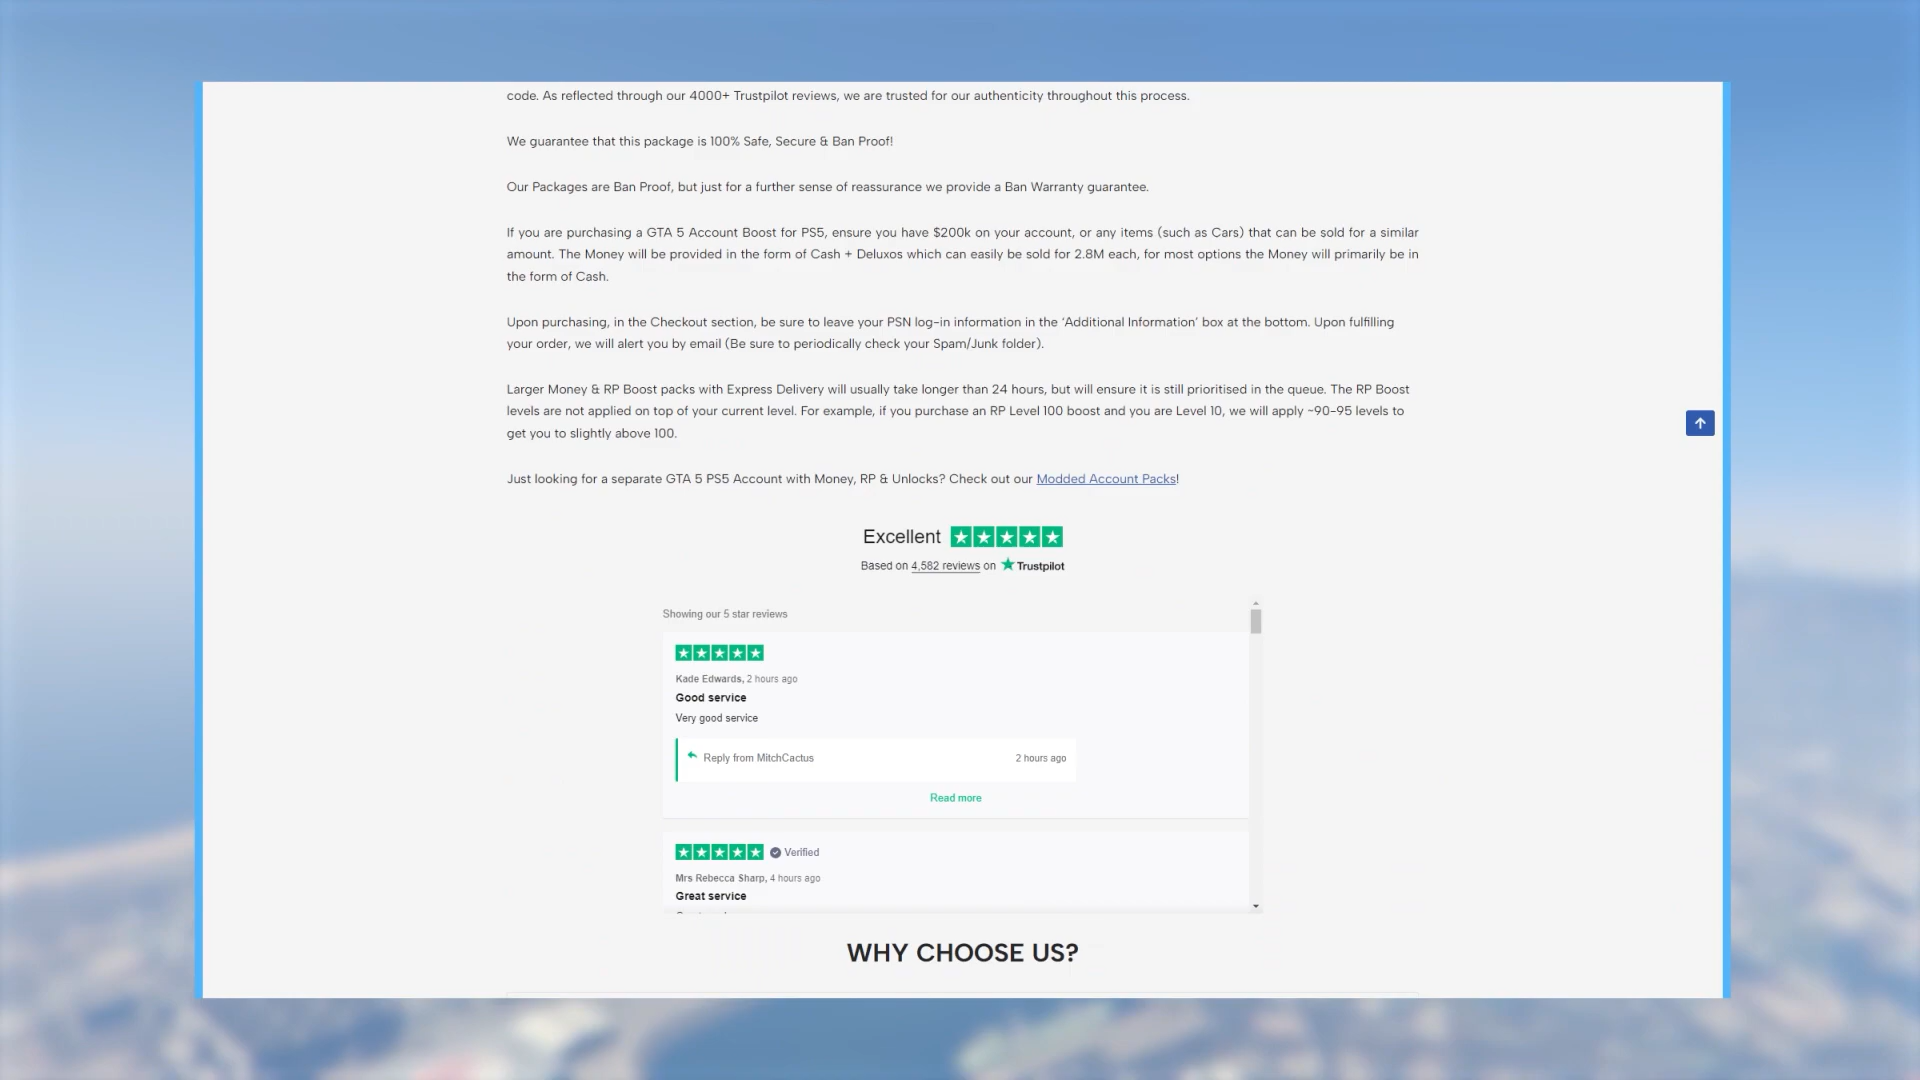 code. As reflected through our 4000+ Trustpilot reviews, we are trusted for our authenticity throughout this process.
We guarantee that this package is 100% Safe, Secure & Ban Proof!
Our Packages are Ban Proof, but just for a further sense of reassurance we provide a Ban Warranty guarantee.
If you are purchasing a GTA 5 Account Boost for PS5, ensure you have $200k on your account, or any items (such as Cars) that can be sold for a similar
amount. The Money will be provided in the form of Cash + Deluxos which can easily be sold for 2.8M each, for most options the Money will primarily be in
the form of Cash.
Upon purchasing, in the Checkout section, be sure to leave your PSN log-in information in the ‘Additional Information’ box at the bottom. Upon fulfilling
your order, we will alert you by email (Be sure to periodically check your Spam/Junk folder).
Larger Money & RP Boost packs with Express Delivery will usually take longer than 24 hours, but will ensure it is still prioritised in the queue. The RP Boost
levels are not applied on top of your current level. For example, if you purchase an RP Level 100 boost and you are Level 10, we will apply ~90-95 levels to
get you to slightly above 100.
Just looking for a separate GTA 5 PS5 Account with Money, RP & Unlocks? Check out our Modded Account Packs!
Excellent
Based on 4,582 reviews on Trustpilot
Showing our 5 star reviews
Kade Edwards, 2 hours ago
Good service
Very good service
Reply from MitchCactus 2 hours ago
Read more
Verified
Mrs Rebecca Sharp, 4 hours ago
Great service
WHY CHOOSE US?